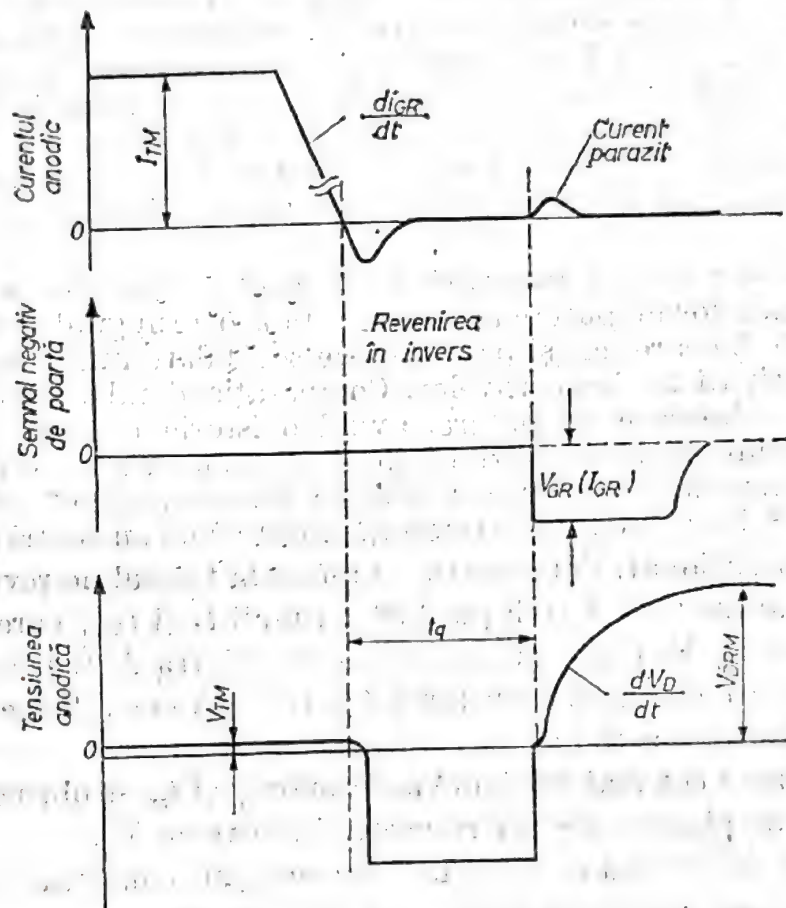 Curentul
anodic
I_TM
di_GR
dt
Curent
parazit
0
Semnal negativ
de poartă
Revenirea
în invers
0
V_GR (I_GR)
Tensiunea
anodică
V_TM
t_q
dV_D
dt
V_DRM
0